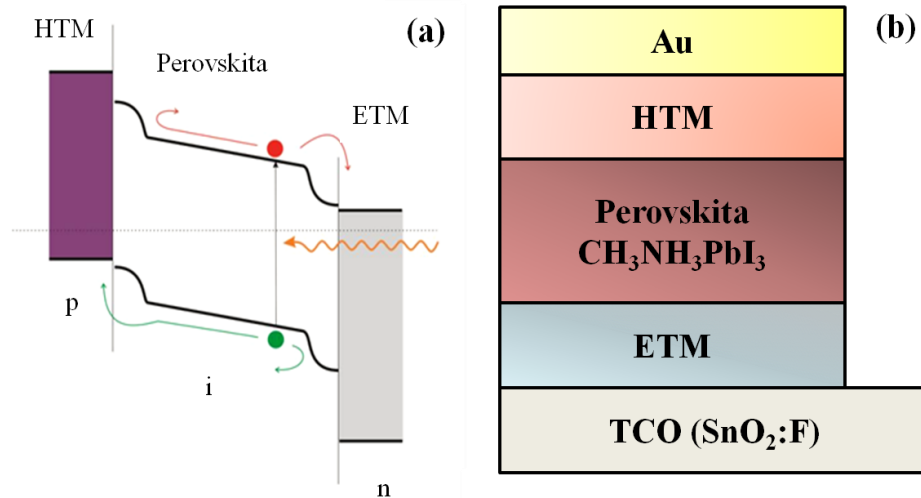 HTM
(a)
Perovskita
ETM
p
i
n
(b)
Au
HTM
Perovskita
CH₃NH₃PbI₃
ETM
TCO (SnO₂:F)